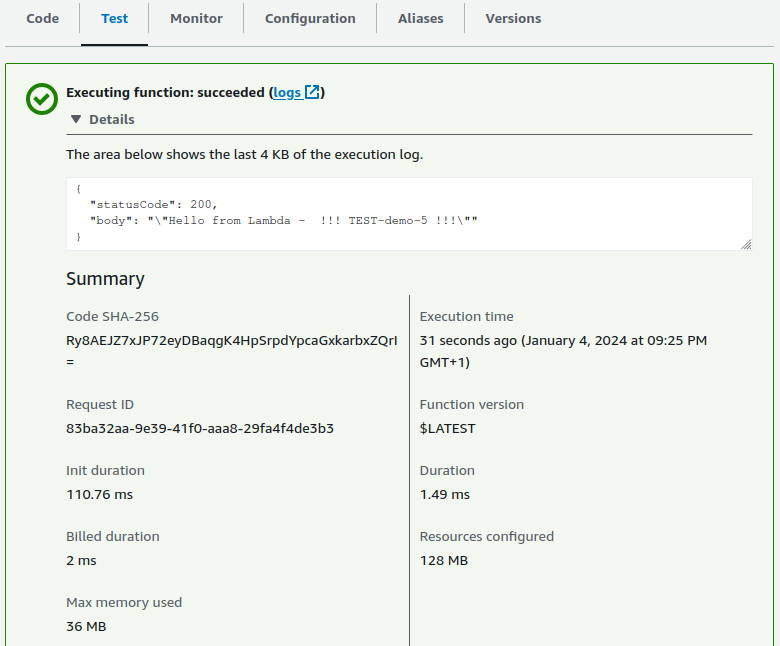 Code Test Monitor Configuration Aliases Versions
Executing function: succeeded (logs )
Details
The area below shows the last 4 KB of the execution log.
{
"statusCode": 200,
"body": "\"Hello from Lambda -  !!! TEST-demo-5 !!!\""
}
Summary
Code SHA-256
Ry8AEJZ7xJP72eyDBaqgK4HpSrpdYpcaGxkarbxZQrI
=
Request ID
83ba32aa-9e39-41f0-aaa8-29fa4f4de3b3
Init duration
110.76 ms
Billed duration
2 ms
Max memory used
36 MB
Execution time
31 seconds ago (January 4, 2024 at 09:25 PM
GMT+1)
Function version
$LATEST
Duration
1.49 ms
Resources configured
128 MB